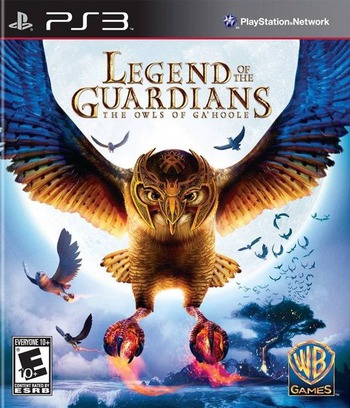 PS3
PlayStation®Network
LEGEND OF THE
GUARDIANS
THE OWLS OF GA'HOOLE
EVERYONE 10+
E
10+
CONTENT RATED BY
ESRB
WB
GAMES